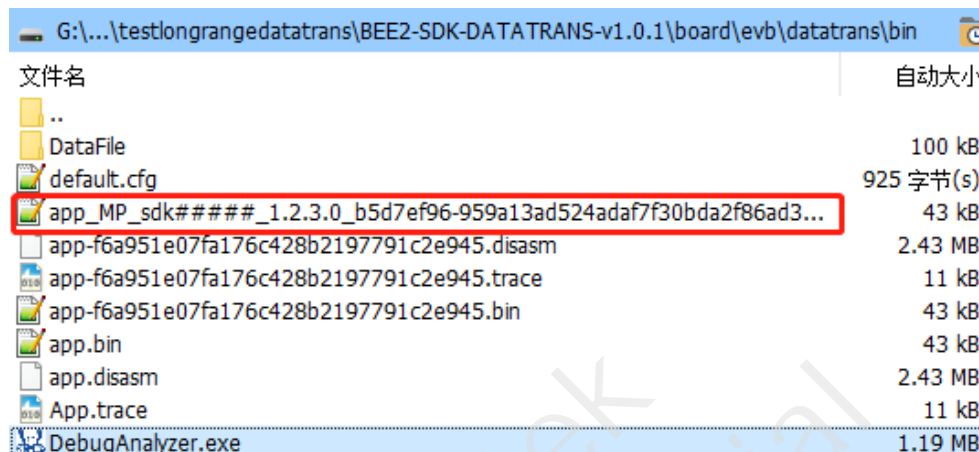 G:\...\testlongrangedatatrans\BEE2-SDK-DATATRANS-v1.0.1\board\evb\datatrans\bin
文件名 自动大小
..
DataFile 100 kB
default.cfg 925 字节(s)
app_MP_sdk#####_1.2.3.0_b5d7ef96-959a13ad524adaf7f30bda2f86ad3... 43 kB
app-f6a951e07fa176c428b2197791c2e945.disasm 2.43 MB
app-f6a951e07fa176c428b2197791c2e945.trace 11 kB
app-f6a951e07fa176c428b2197791c2e945.bin 43 kB
app.bin 43 kB
app.disasm 2.43 MB
App.trace 11 kB
DebugAnalyzer.exe 1.19 MB